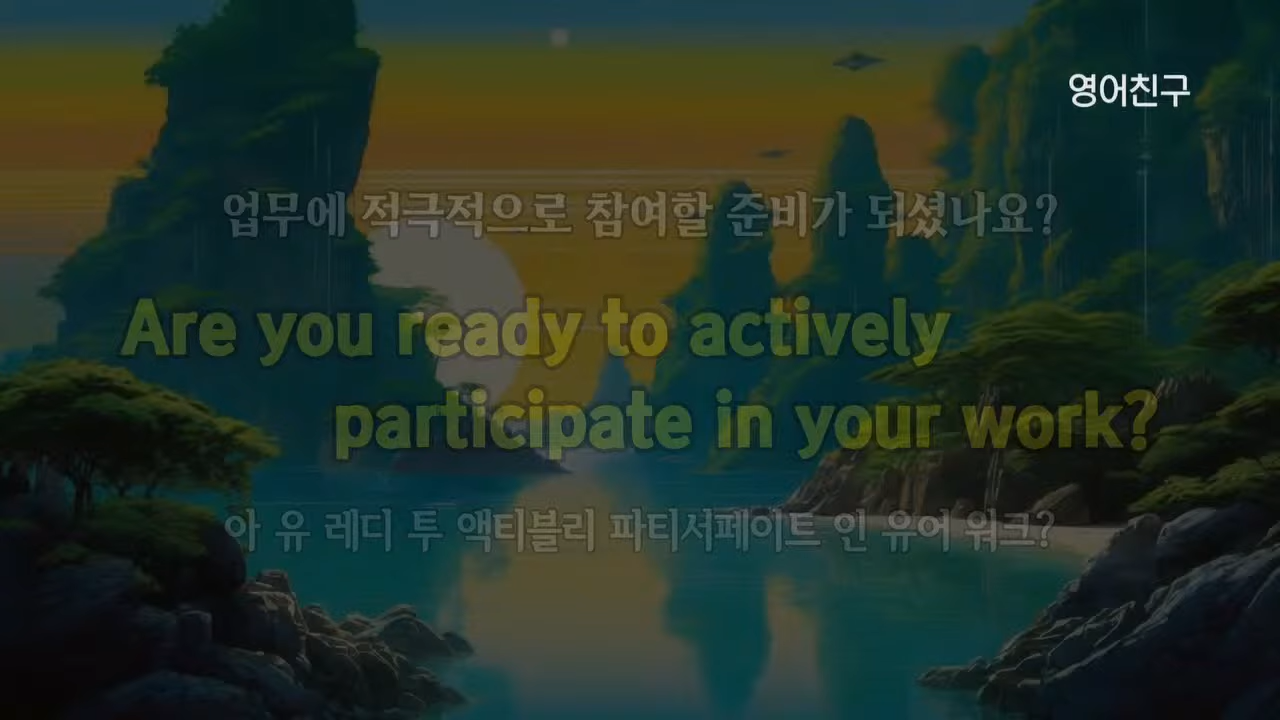 영어친구
업무에 적극적으로 참여할 준비가 되셨나요?
Are you ready to actively
participate in your work?
아 유 레디 투 액티블리 파티서페이트 인 유어 워크?